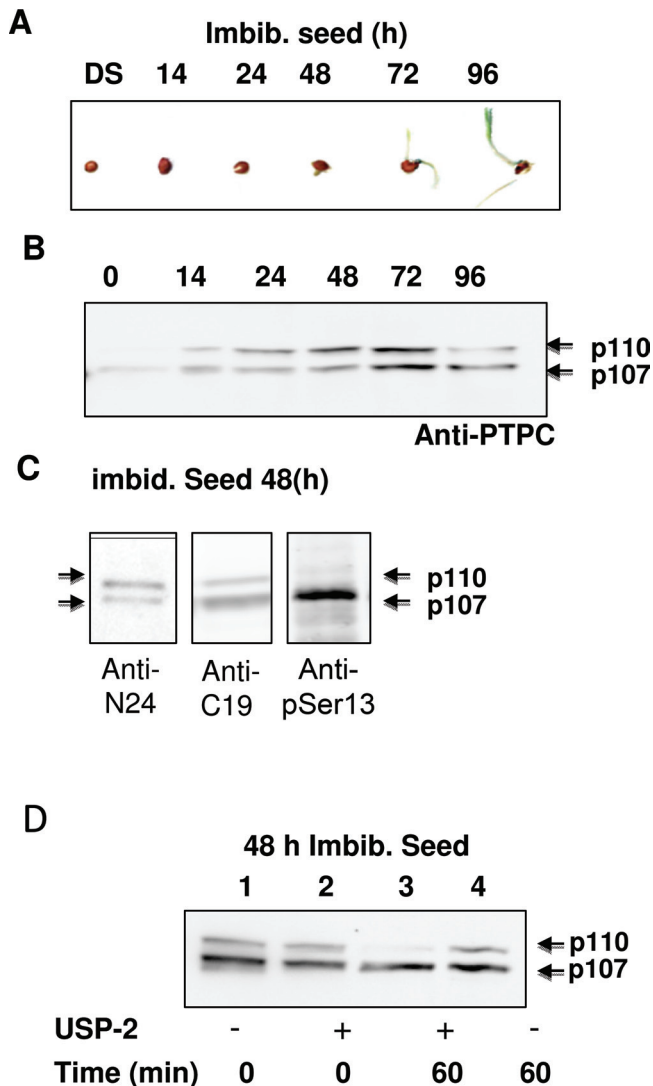 A
Imbib. seed (h)
DS 14 24 48 72 96
B
0 14 24 48 72 96
p110
p107
Anti-PTPC
C
imbid. Seed 48(h)
p110
p107
Anti- Anti- Anti-
N24 C19 pSer13
D
48 h Imbib. Seed
1 2 3 4
p110
p107
USP-2 - + + -
Time (min) 0 0 60 60